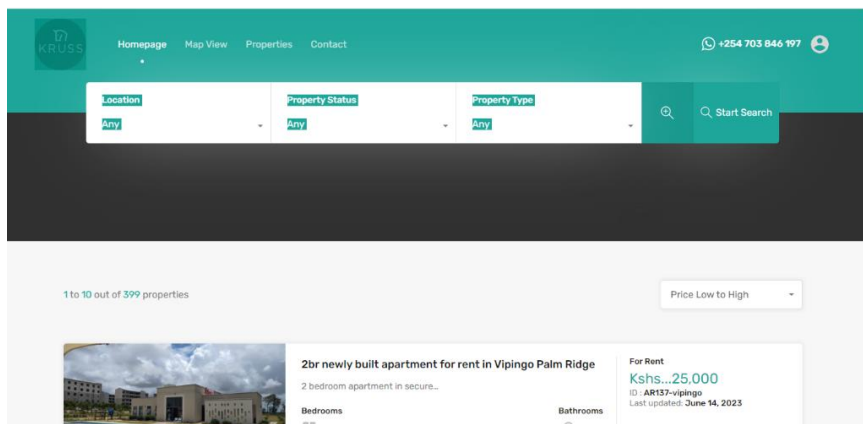 KRUSS
Homepage Map View Properties Contact
+254 703 846 197
Location Property Status Property Type
Any Any Any
Start Search
1 to 10 out of 399 properties
Price Low to High
2br newly built apartment for rent in Vipingo Palm Ridge
2 bedroom apartment in secure...
Bedrooms Bathrooms
For Rent
Kshs...25,000
ID : AR137-vipingo
Last updated: June 14, 2023